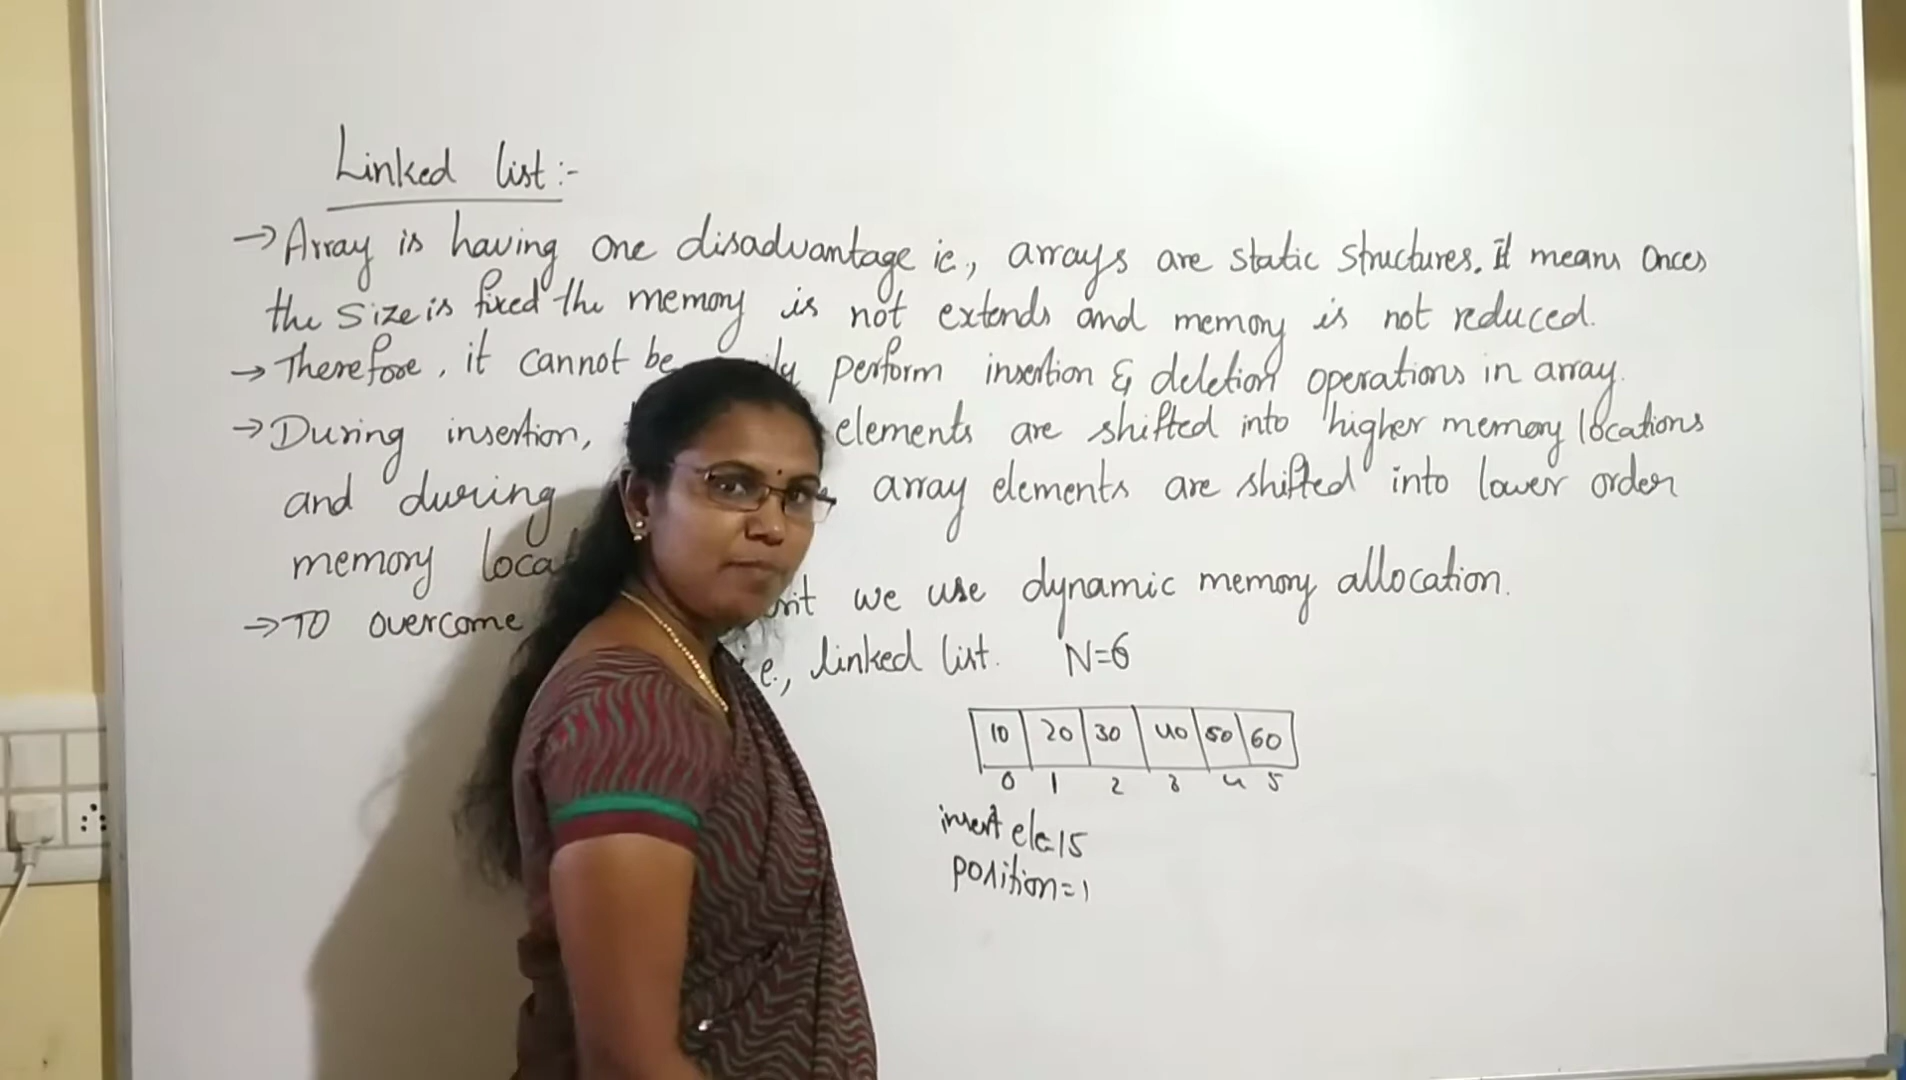 Linked list:-
→ Array is having one disadvantage ie., arrays are static structures. It means onces
the size is fixed the memory is not extends and memory is not reduced.
→ Therefore, it cannot be perform insertion & deletion operations in array.
→ During insertion, elements are shifted into higher memory locations
and during array elements are shifted into lower order
memory
→ TO overcome we use dynamic memory allocation.
linked list. N=6
10 20 30 40 50 60
0 1 2 3 4 5
insert ele=15
position=1